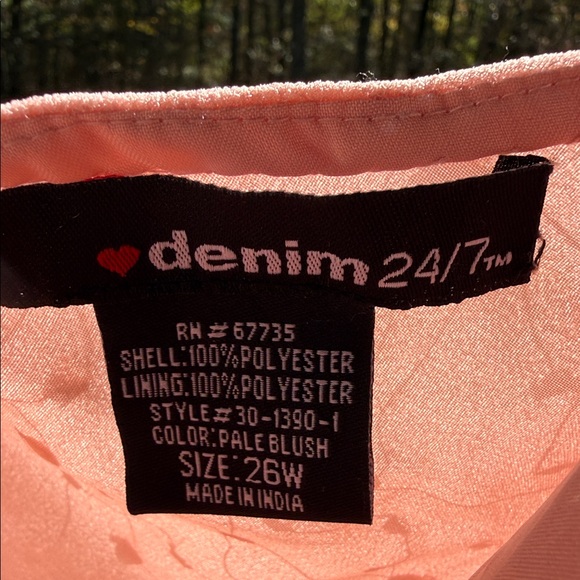 denim 24/7™
RN # 67735
SHELL:100%POLYESTER
LINING:100%POLYESTER
STYLE# 30-1390-1
COLOR: PALE BLUSH
SIZE: 26W
MADE IN INDIA